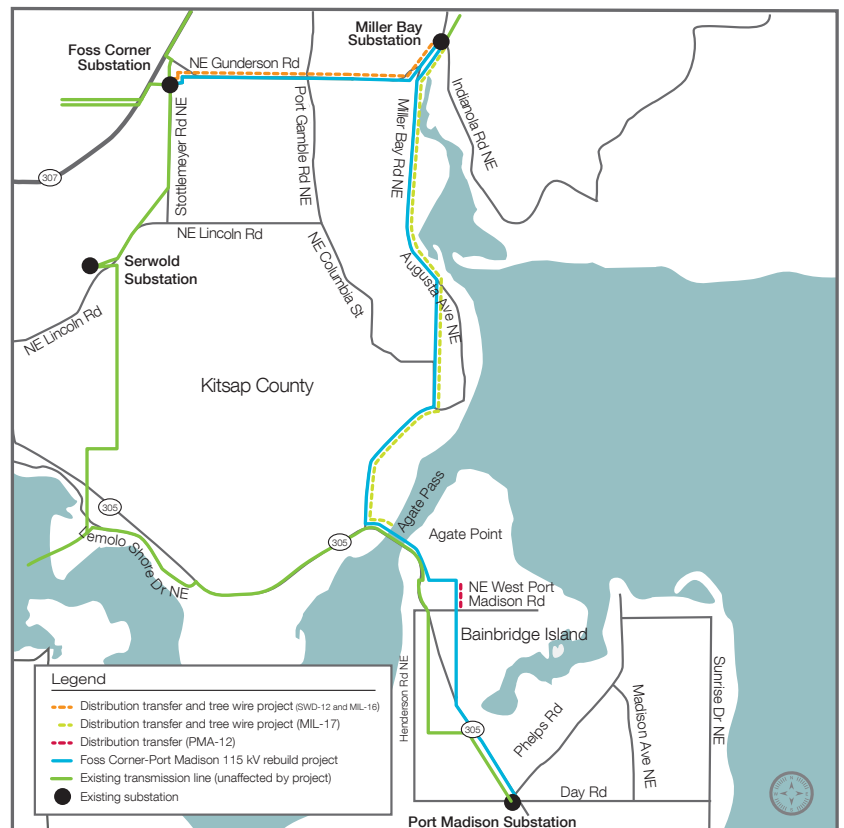 Miller Bay
Substation
Foss Corner
Substation
NE Gunderson Rd
Indianola Rd NE
Port Gamble Rd NE
Miller Bay Rd NE
Stottlemeyer Rd NE
307
NE Lincoln Rd
NE Columbia St
Serwold
Substation
Augusta Ave NE
NE Lincoln Rd
Kitsap County
Agate Pass
305
305
Lemolo Shore Dr NE
Agate Point
NE West Port
Madison Rd
Bainbridge Island
Henderson Rd NE
Sunrise Dr NE
Madison Ave NE
Phelps Rd
305
Day Rd
Port Madison Substation
Legend
Distribution transfer and tree wire project (SWD-12 and MIL-16)
Distribution transfer and tree wire project (MIL-17)
Distribution transfer (PMA-12)
Foss Corner-Port Madison 115 kV rebuild project
Existing transmission line (unaffected by project)
Existing substation